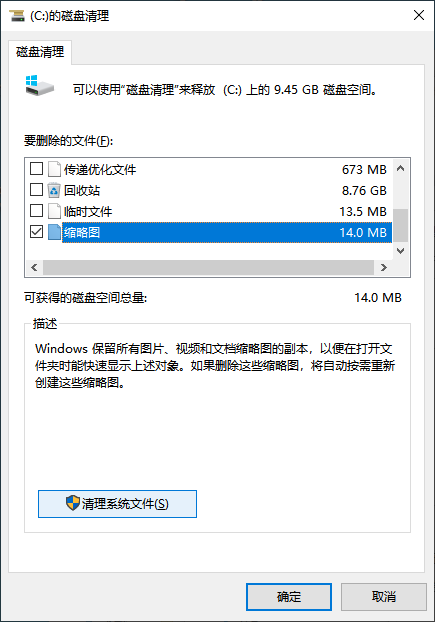 (C:)的磁盘清理
磁盘清理
可以使用“磁盘清理”来释放 (C:) 上的 9.45 GB 磁盘空间。
要删除的文件(F):
传递优化文件 673 MB
回收站 8.76 GB
临时文件 13.5 MB
缩略图 14.0 MB
可获得的磁盘空间总量: 14.0 MB
描述
Windows 保留所有图片、视频和文档缩略图的副本，以便在打开文
件夹时能快速显示上述对象。如果删除这些缩略图，将自动按需重新
创建这些缩略图。
清理系统文件(S)
确定 取消